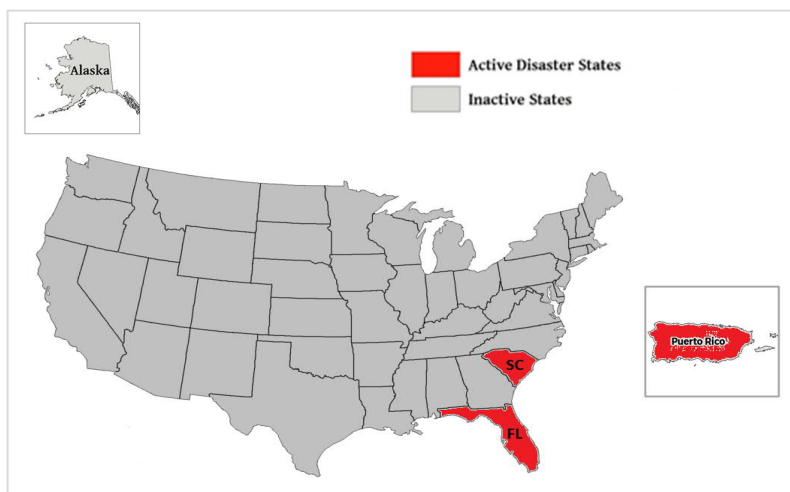 Alaska
Active Disaster States
Inactive States
Puerto Rico
SC
FL